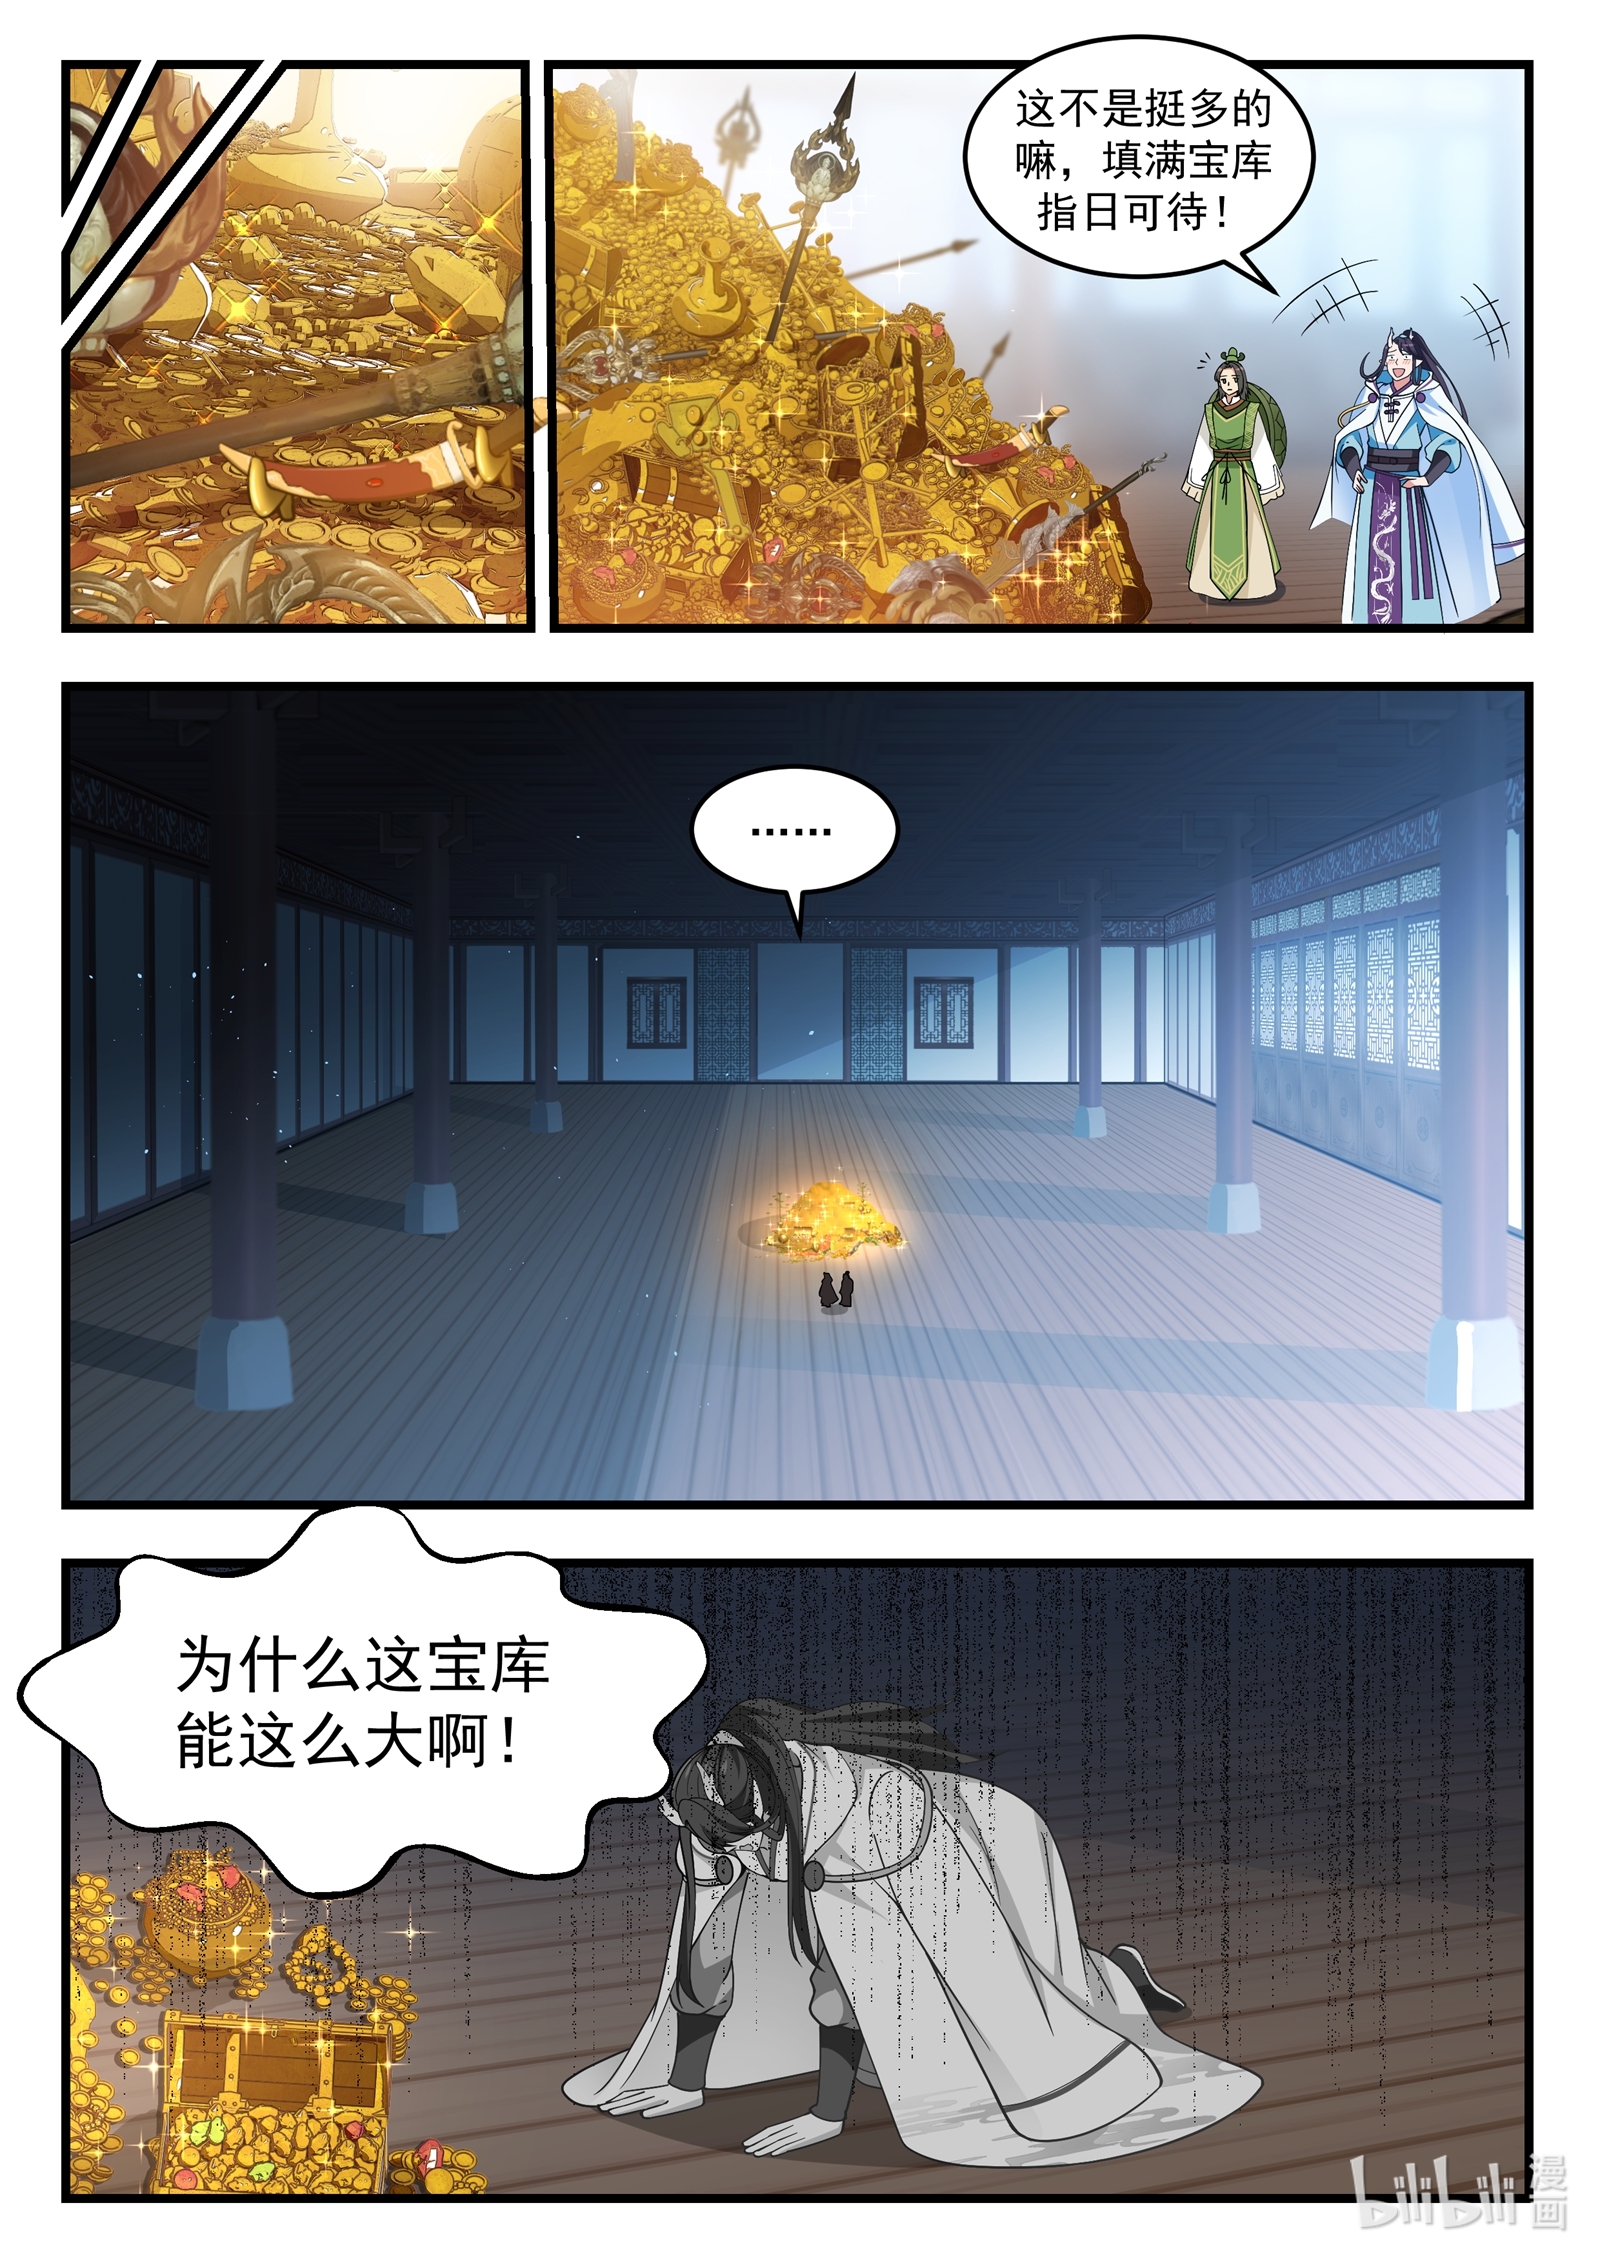 这不是挺多的
嘛，填满宝库
指日可待！
……
为什么这宝库
能这么大啊！
bilibili
漫画